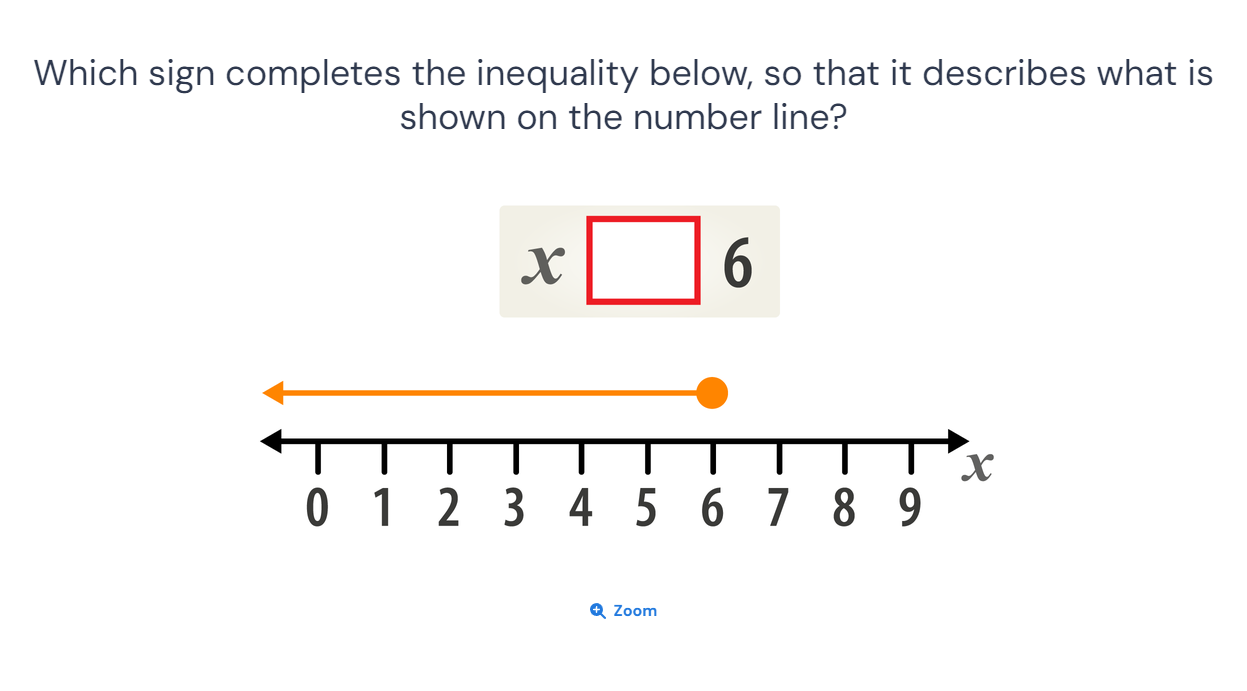 Which sign completes the inequality below, so that it describes what is
shown on the number line?
x 6
x
0 1 2 3 4 5 6 7 8 9
Zoom